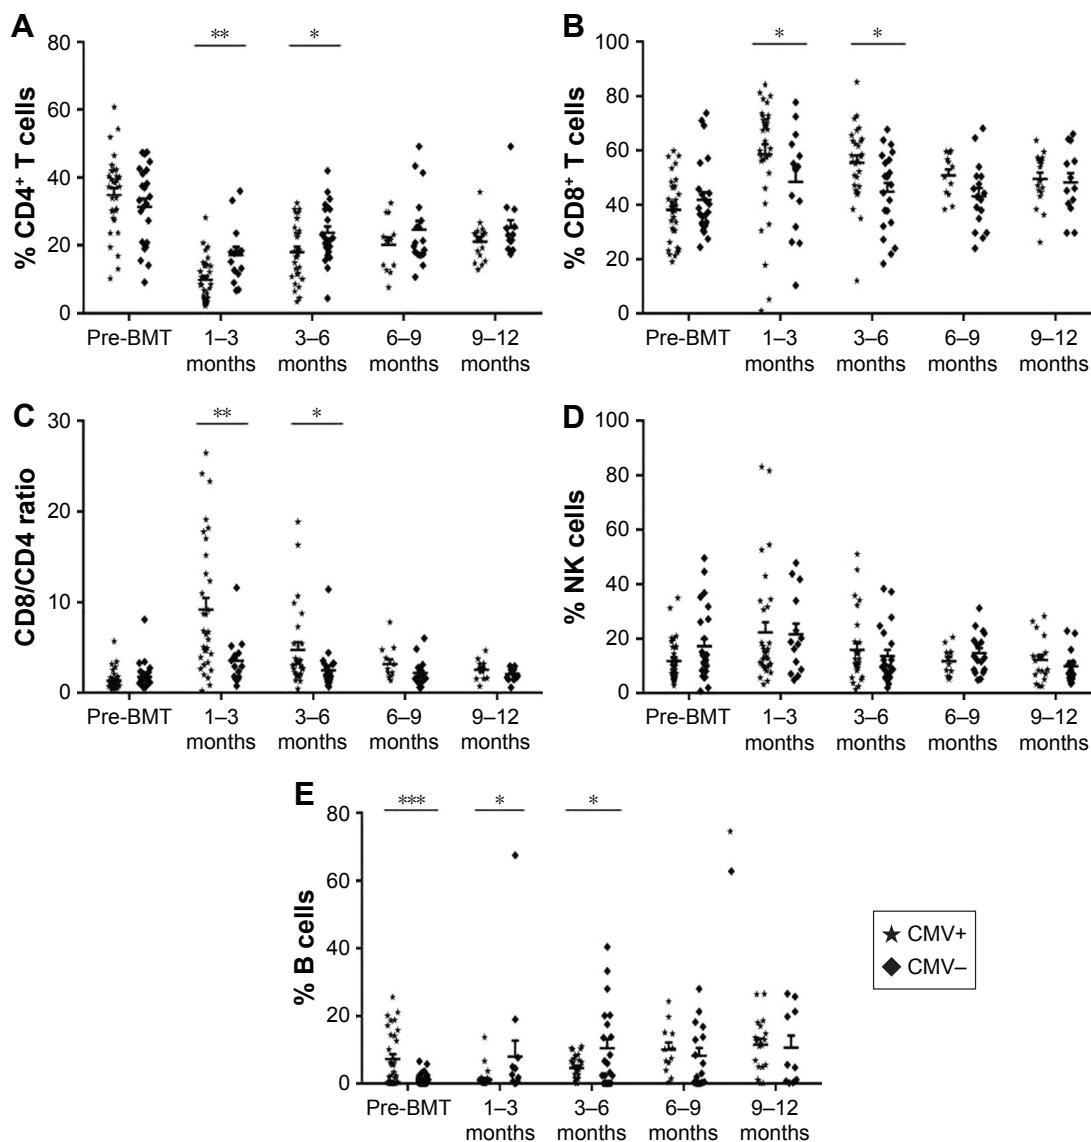 A
% CD4+ T cells
80
60
40
20
0
**
*
Pre-BMT
1–3
months
3–6
months
6–9
months
9–12
months
B
% CD8+ T cells
100
80
60
40
20
0
*
*
Pre-BMT
1–3
months
3–6
months
6–9
months
9–12
months
C
CD8/CD4 ratio
30
20
10
0
**
*
Pre-BMT
1–3
months
3–6
months
6–9
months
9–12
months
D
% NK cells
100
80
60
40
20
0
Pre-BMT
1–3
months
3–6
months
6–9
months
9–12
months
E
% B cells
80
60
40
20
0
***
*
*
Pre-BMT
1–3
months
3–6
months
6–9
months
9–12
months
CMV+
CMV–